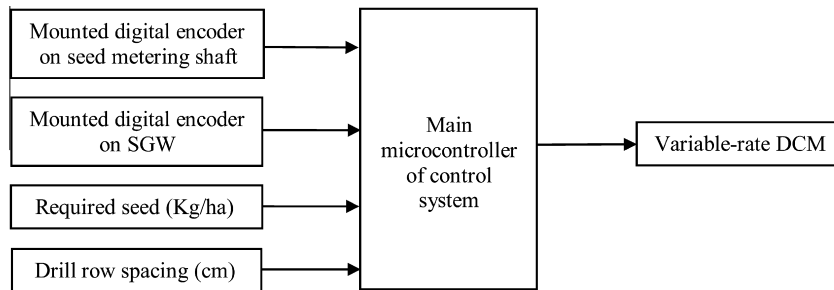 Mounted digital encoder
on seed metering shaft
Mounted digital encoder
on SGW
Required seed (Kg/ha)
Drill row spacing (cm)
Main
microcontroller
of control
system
Variable-rate DCM